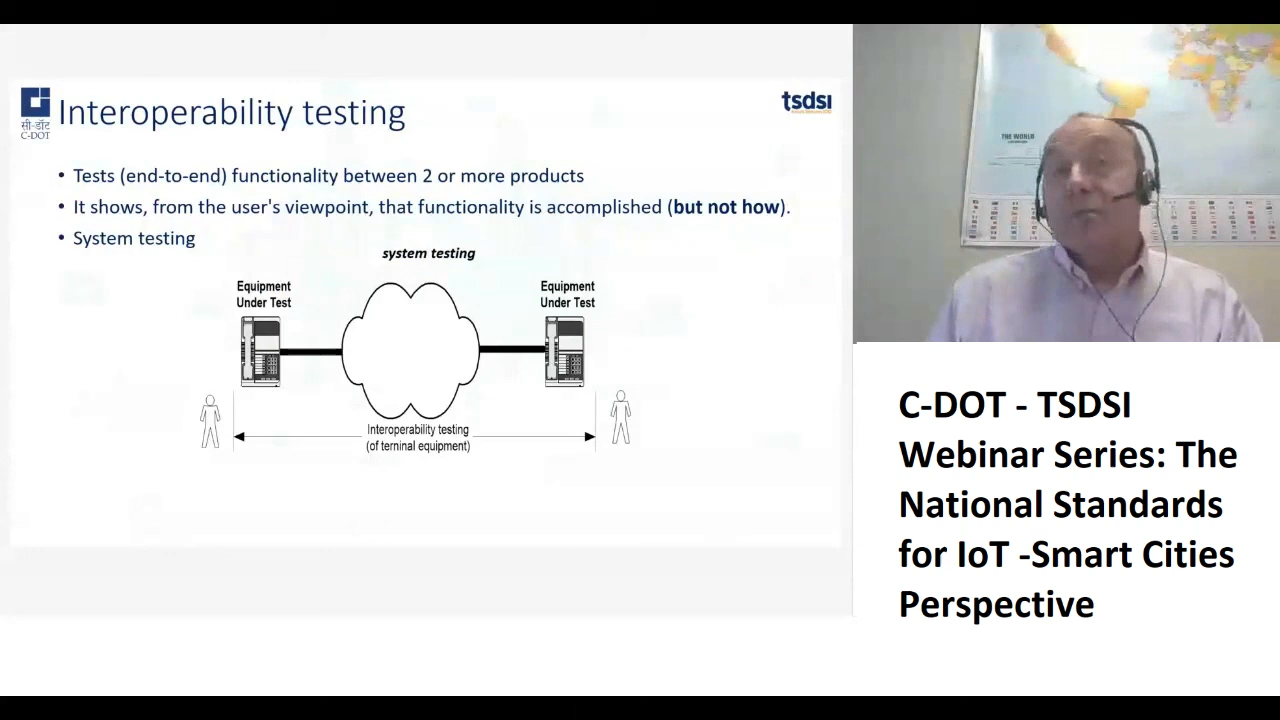 सी-डॉट
C-DOT
Interoperability testing
tsdsi
• Tests (end-to-end) functionality between 2 or more products
• It shows, from the user's viewpoint, that functionality is accomplished (but not how).
• System testing
system testing
Equipment
Under Test
Equipment
Under Test
Interoperability testing
(of terninal equipment)
THE WORLD
C-DOT - TSDSI
Webinar Series: The
National Standards
for IoT -Smart Cities
Perspective